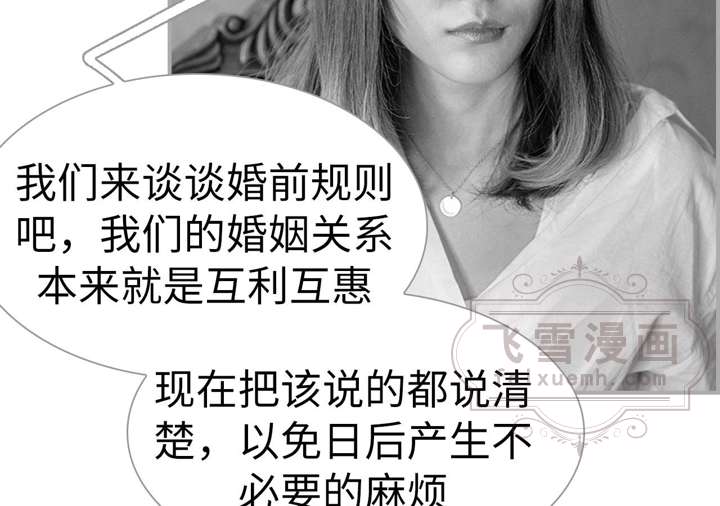 我们来谈谈婚前规则
吧，我们的婚姻关系
本来就是互利互惠
飞雪漫画
feixuemh.com
现在把该说的都说清
楚，以免日后产生不
必要的麻烦